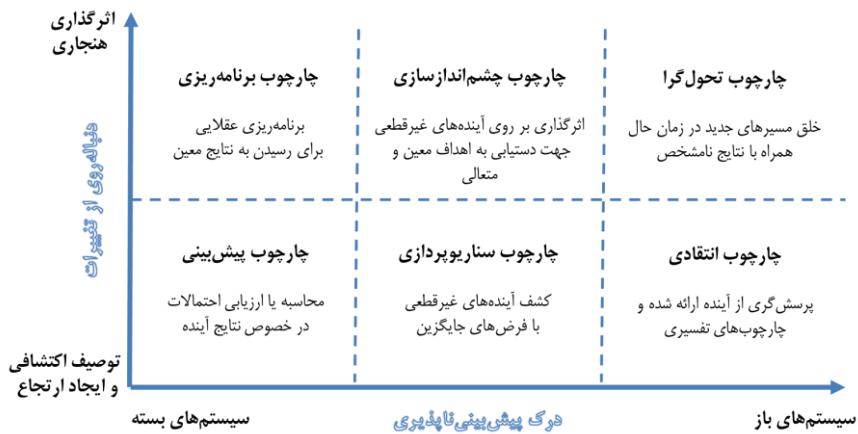 اثرگذاری
هنجاری
چارچوب تحول‌گرا
خلق مسیرهای جدید در زمان حال
همراه با نتایج نامشخص
چارچوب چشم‌اندازسازی
اثرگذاری بر روی آینده‌های غیرقطعی
جهت دستیابی به اهداف معین و
متعالی
چارچوب برنامه‌ریزی
برنامه‌ریزی عقلایی
برای رسیدن به نتایج معین
دنباله‌روی از تغییرات
چارچوب انتقادی
پرسش‌گری از آینده ارائه شده و
چارچوب‌های تفسیری
چارچوب سناریوپردازی
کشف آینده‌های غیرقطعی
با فرض‌های جایگزین
چارچوب پیش‌بینی
محاسبه یا ارزیابی احتمالات
در خصوص نتایج آینده
توصیف اکتشافی
و ایجاد ارتجاع
سیستم‌های باز
درک پیش‌بینی‌ناپذیری
سیستم‌های بسته